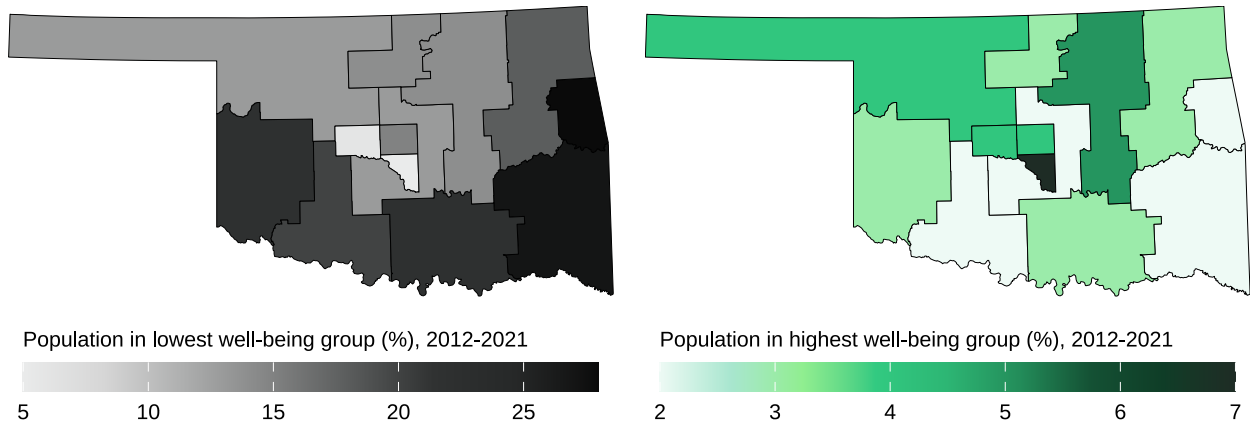 Population in lowest well-being group (%), 2012-2021
5 10 15 20 25
Population in highest well-being group (%), 2012-2021
2 3 4 5 6 7